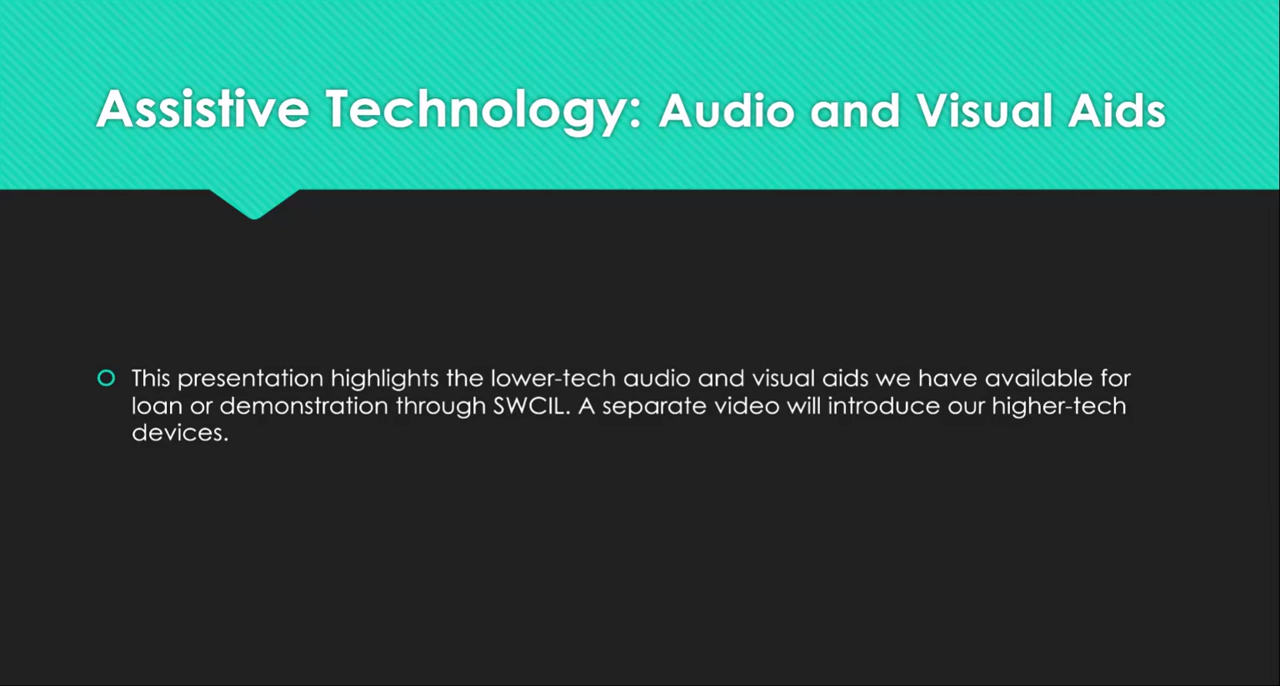 Assistive Technology: Audio and Visual Aids
This presentation highlights the lower-tech audio and visual aids we have available for
loan or demonstration through SWCIL. A separate video will introduce our higher-tech
devices.